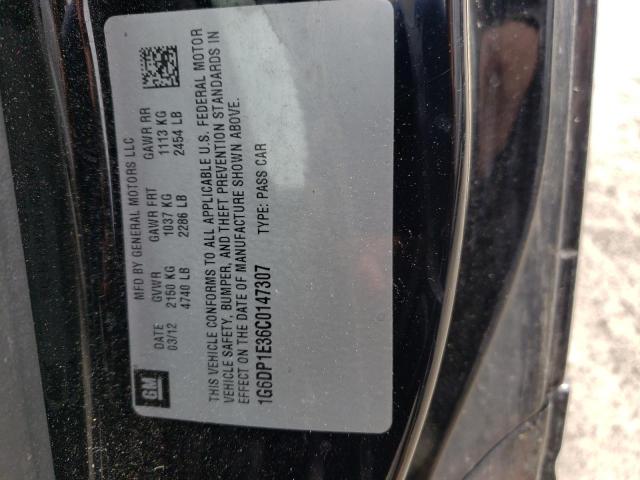 GM
MFD BY GENERAL MOTORS LLC
DATE GVWR GAWR FRT GAWR RR
03/12 2150 KG 1037 KG 1113 KG
4740 LB 2286 LB 2454 LB
THIS VEHICLE CONFORMS TO ALL APPLICABLE U.S. FEDERAL MOTOR
VEHICLE SAFETY, BUMPER, AND THEFT PREVENTION STANDARDS IN
EFFECT ON THE DATE OF MANUFACTURE SHOWN ABOVE.
1G6DP1E36C0147307 TYPE: PASS CAR